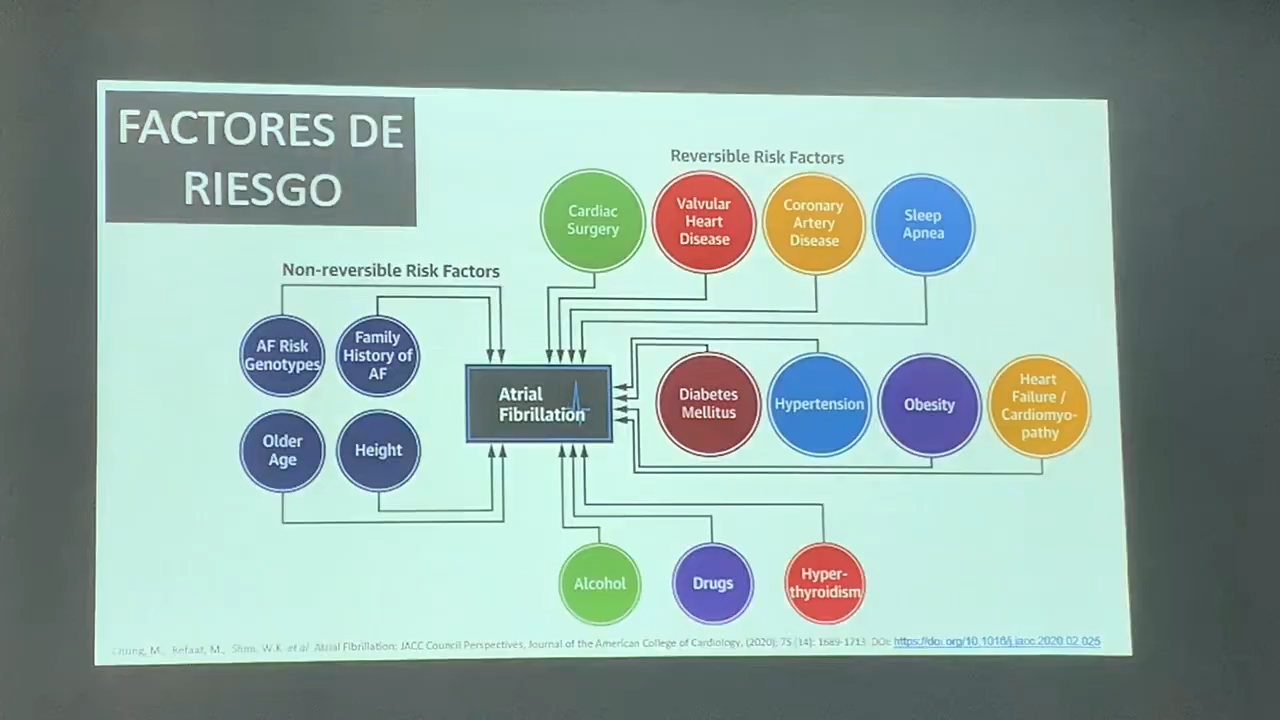 FACTORES DE
RIESGO
Reversible Risk Factors
Cardiac
Surgery
Valvular
Heart
Disease
Coronary
Artery
Disease
Sleep
Apnea
Non-reversible Risk Factors
AF Risk
Genotypes
Family
History of
AF
Older
Age
Height
Atrial
Fibrillation
Diabetes
Mellitus
Hypertension
Obesity
Heart
Failure /
Cardiomyo-
pathy
Alcohol
Drugs
Hyper-
thyroidism
Chung, M., Refaat, M., Shen, W.K. et al. Atrial Fibrillation: JACC Council Perspectives, Journal of the American College of Cardiology, (2020); 75 (14): 1689-1713. DOI: https://doi.org/10.1016/j.jacc.2020.02.025